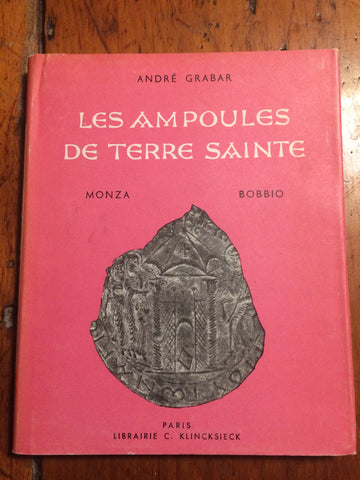 ANDRÉ GRABAR
LES AMPOULES
DE TERRE SAINTE
MONZA BOBBIO
PARIS
LIBRAIRIE C. KLINCKSIECK